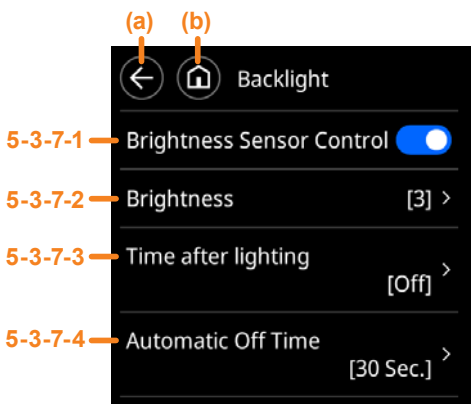 (a) (b)
Backlight
5-3-7-1 Brightness Sensor Control
5-3-7-2 Brightness [3] >
5-3-7-3 Time after lighting
[Off] >
5-3-7-4 Automatic Off Time
[30 Sec.] >